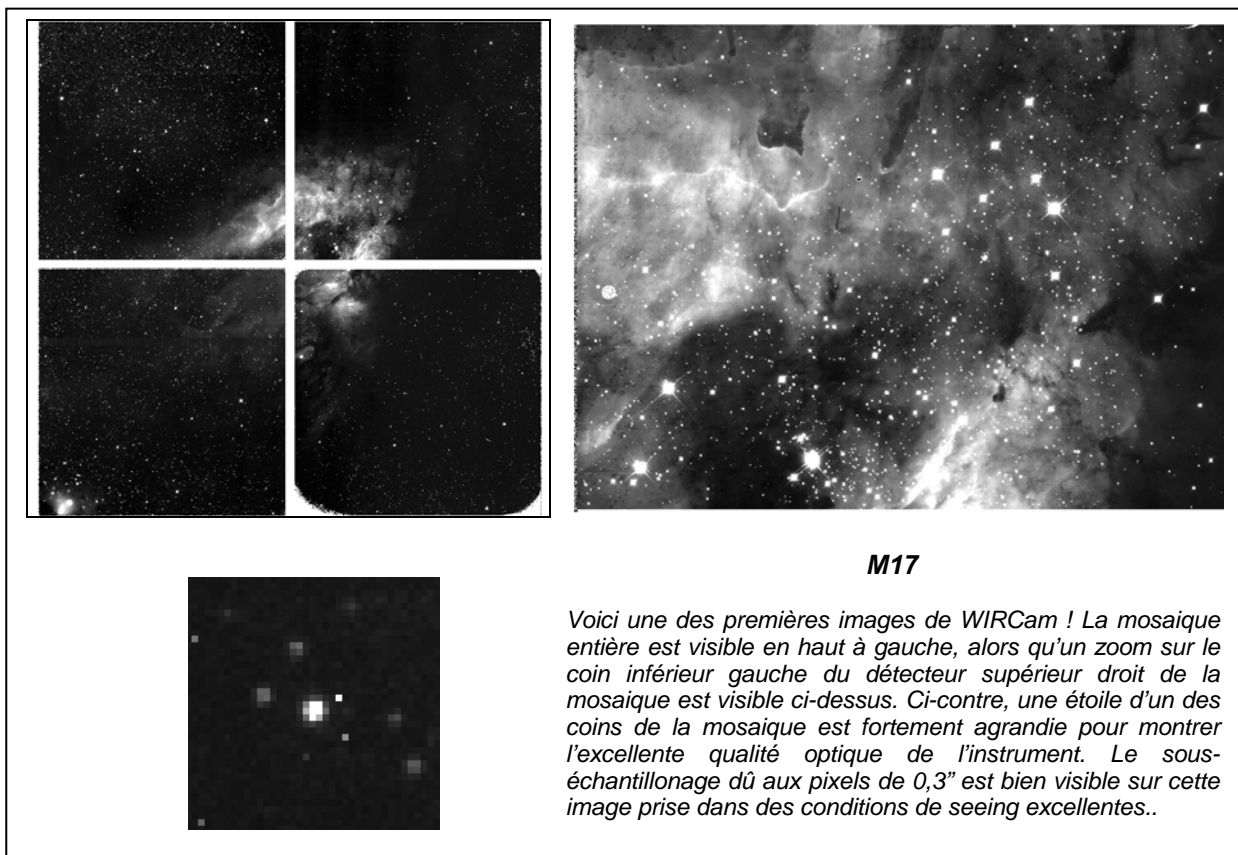 M17
Voici une des premières images de WIRCam ! La mosaique
entière est visible en haut à gauche, alors qu'un zoom sur le
coin inférieur gauche du détecteur supérieur droit de la
mosaique est visible ci-dessus. Ci-contre, une étoile d'un des
coins de la mosaique est fortement agrandie pour montrer
l'excellente qualité optique de l'instrument. Le sous-
échantillonage dû aux pixels de 0,3" est bien visible sur cette
image prise dans des conditions de seeing excellentes..